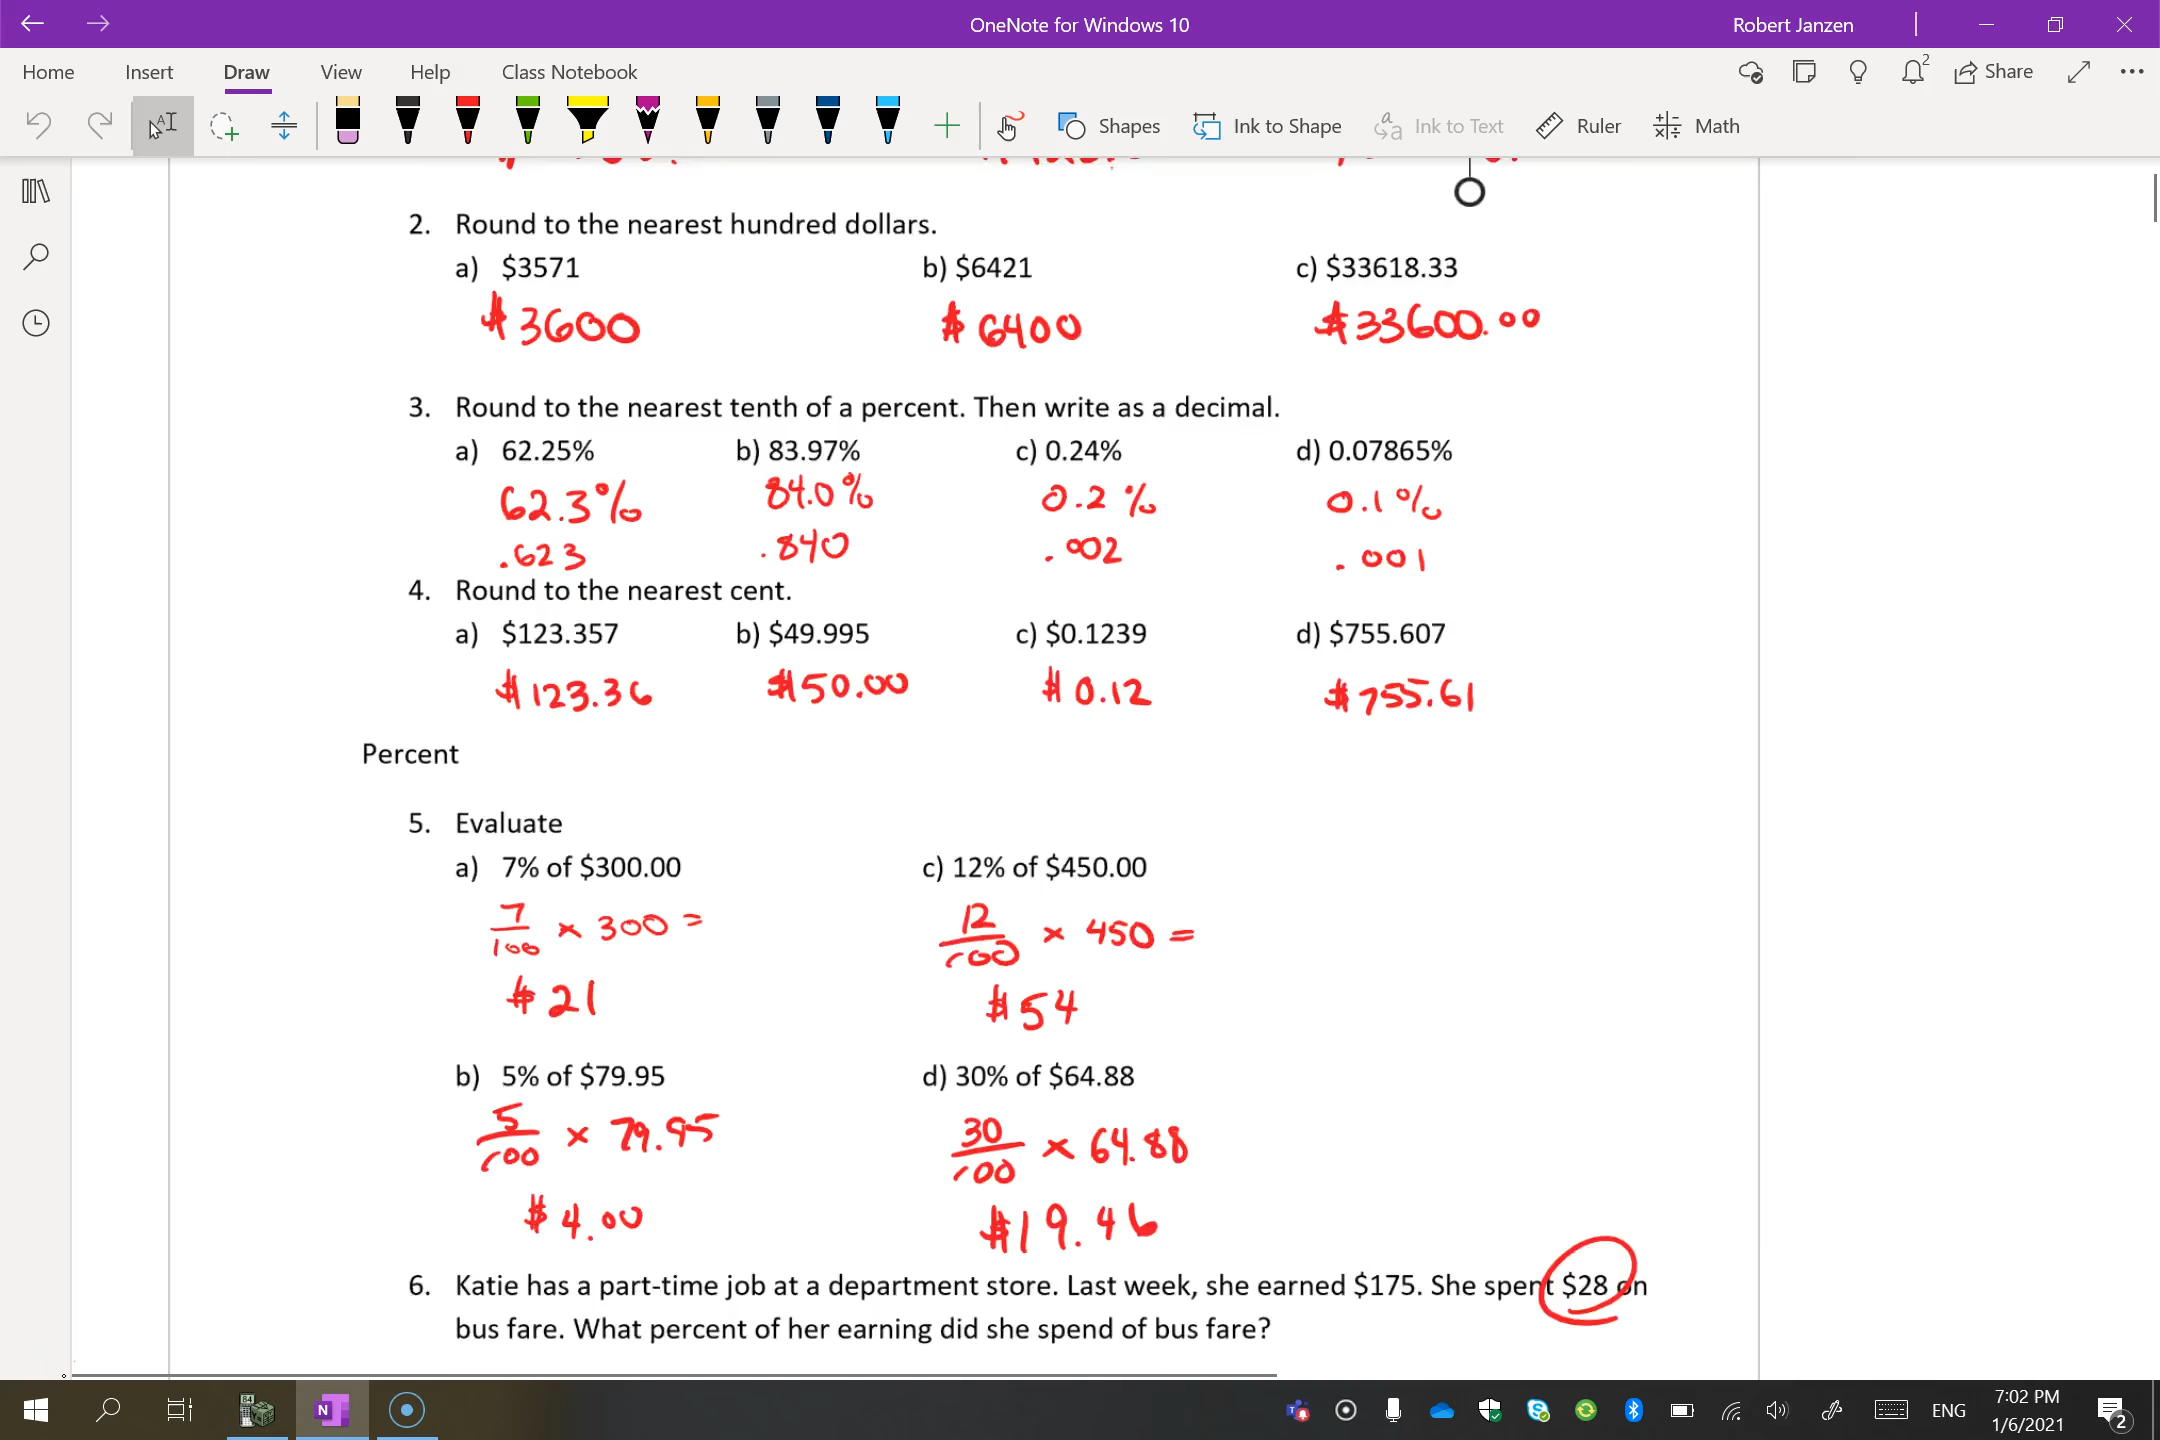 OneNote for Windows 10
Robert Janzen
Home Insert Draw View Help Class Notebook
2
Share
Shapes Ink to Shape Ink to Text Ruler Math
2. Round to the nearest hundred dollars.
a) $3571 b) $6421 c) $33618.33
$3600 $6400 $33600.00
3. Round to the nearest tenth of a percent. Then write as a decimal.
a) 62.25% b) 83.97% c) 0.24% d) 0.07865%
62.3% 84.0% 0.2% 0.1%
.623 .840 .002 .001
4. Round to the nearest cent.
a) $123.357 b) $49.995 c) $0.1239 d) $755.607
$123.36 $50.00 $0.12 $755.61
Percent
5. Evaluate
a) 7% of $300.00 c) 12% of $450.00
7/100 × 300 = 12/100 × 450 =
$21 $54
b) 5% of $79.95 d) 30% of $64.88
5/100 × 79.95 30/100 × 64.88
$4.00 $19.46
6. Katie has a part-time job at a department store. Last week, she earned $175. She spent $28 on
bus fare. What percent of her earning did she spend of bus fare?
ENG
7:02 PM
1/6/2021
2